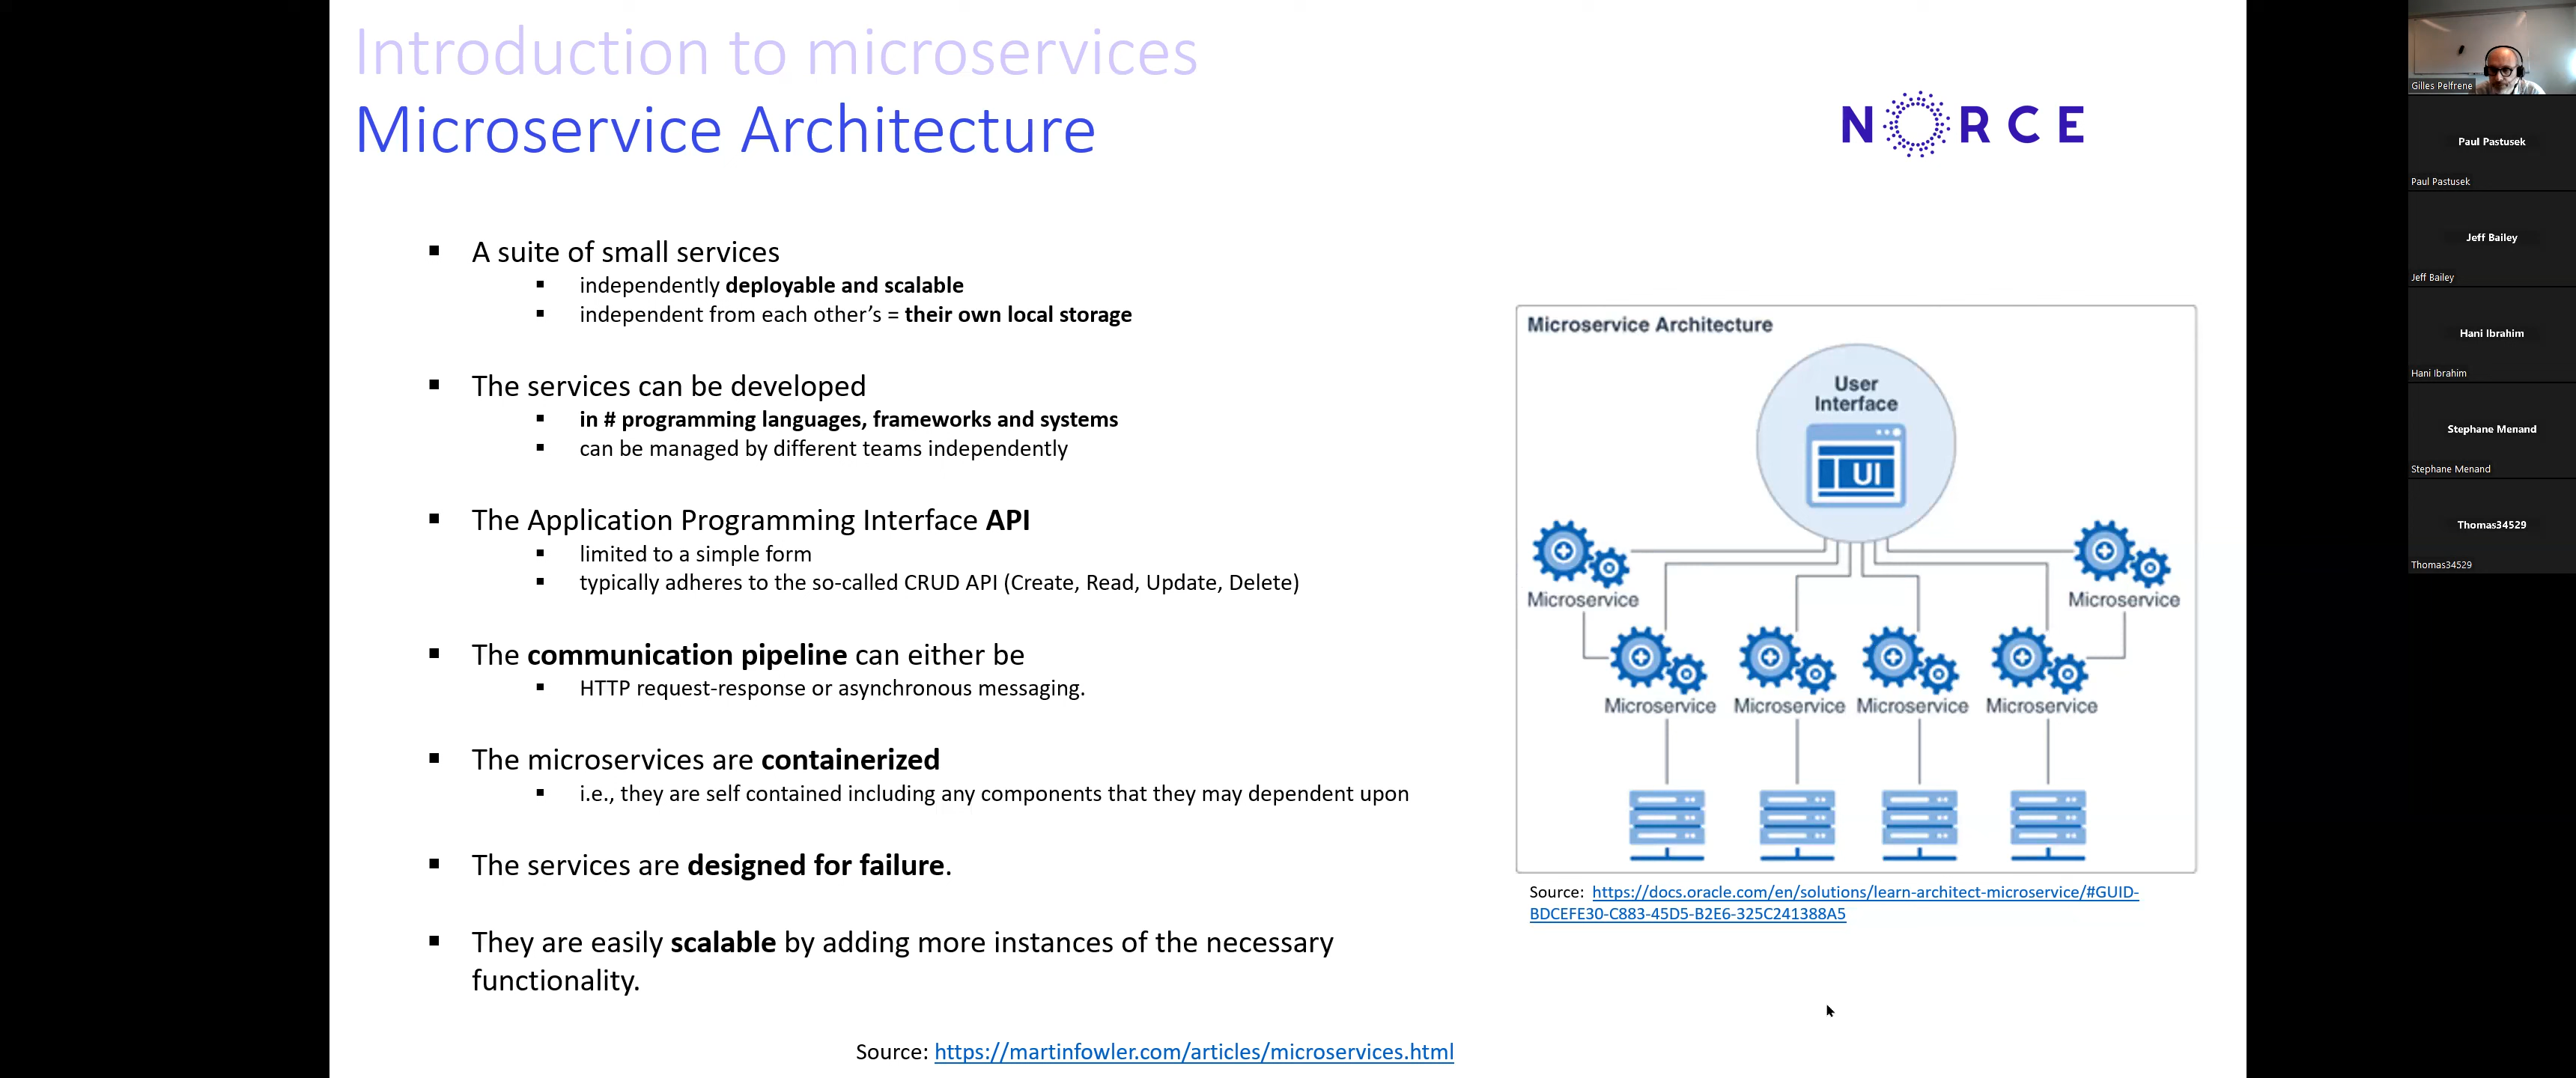 Introduction to microservices
Microservice Architecture
NORCE
▪ A suite of small services
▪ independently deployable and scalable
▪ independent from each other’s = their own local storage
▪ The services can be developed
▪ in # programming languages, frameworks and systems
▪ can be managed by different teams independently
▪ The Application Programming Interface API
▪ limited to a simple form
▪ typically adheres to the so-called CRUD API (Create, Read, Update, Delete)
▪ The communication pipeline can either be
▪ HTTP request-response or asynchronous messaging.
▪ The microservices are containerized
▪ i.e., they are self contained including any components that they may dependent upon
▪ The services are designed for failure.
▪ They are easily scalable by adding more instances of the necessary
functionality.
Source: https://martinfowler.com/articles/microservices.html
Microservice Architecture
User
Interface
UI
Microservice
Microservice
Microservice
Microservice
Microservice
Microservice
Source: https://docs.oracle.com/en/solutions/learn-architect-microservice/#GUID-
BDCEFE30-C883-45D5-B2E6-325C241388A5
Gilles Pelfrene
Paul Pastusek
Paul Pastusek
Jeff Bailey
Jeff Bailey
Hani Ibrahim
Hani Ibrahim
Stephane Menand
Stephane Menand
Thomas34529
Thomas34529